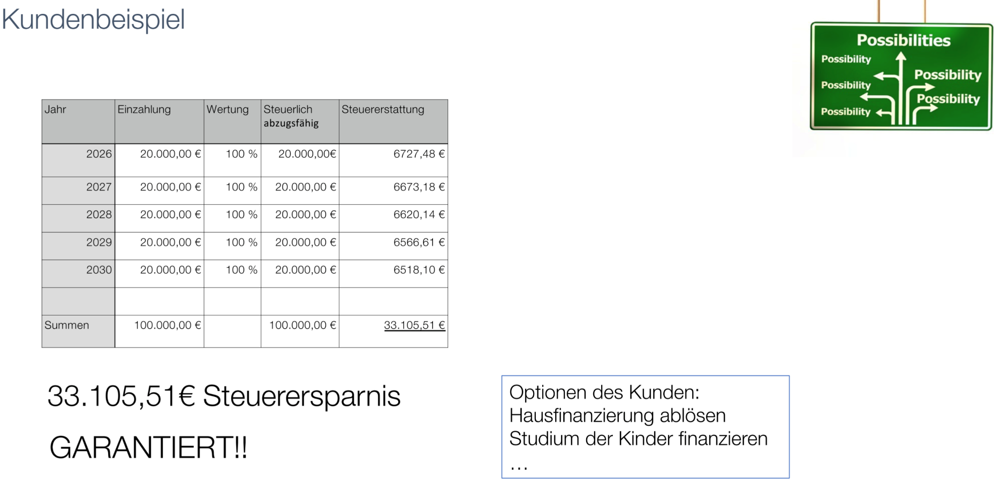 Kundenbeispiel
Possibilities
Possibility
Possibility
Possibility
Possibility
Possibility
Jahr Einzahlung Wertung Steuerlich abzugsfähig Steuererstattung
2026 20.000,00 € 100 % 20.000,00€ 6727,48 €
2027 20.000,00 € 100 % 20.000,00 € 6673,18 €
2028 20.000,00 € 100 % 20.000,00 € 6620,14 €
2029 20.000,00 € 100 % 20.000,00 € 6566,61 €
2030 20.000,00 € 100 % 20.000,00 € 6518,10 €
Summen 100.000,00 € 100.000,00 € 33.105,51 €
33.105,51€ Steuerersparnis
GARANTIERT!!
Optionen des Kunden:
Hausfinanzierung ablösen
Studium der Kinder finanzieren
…